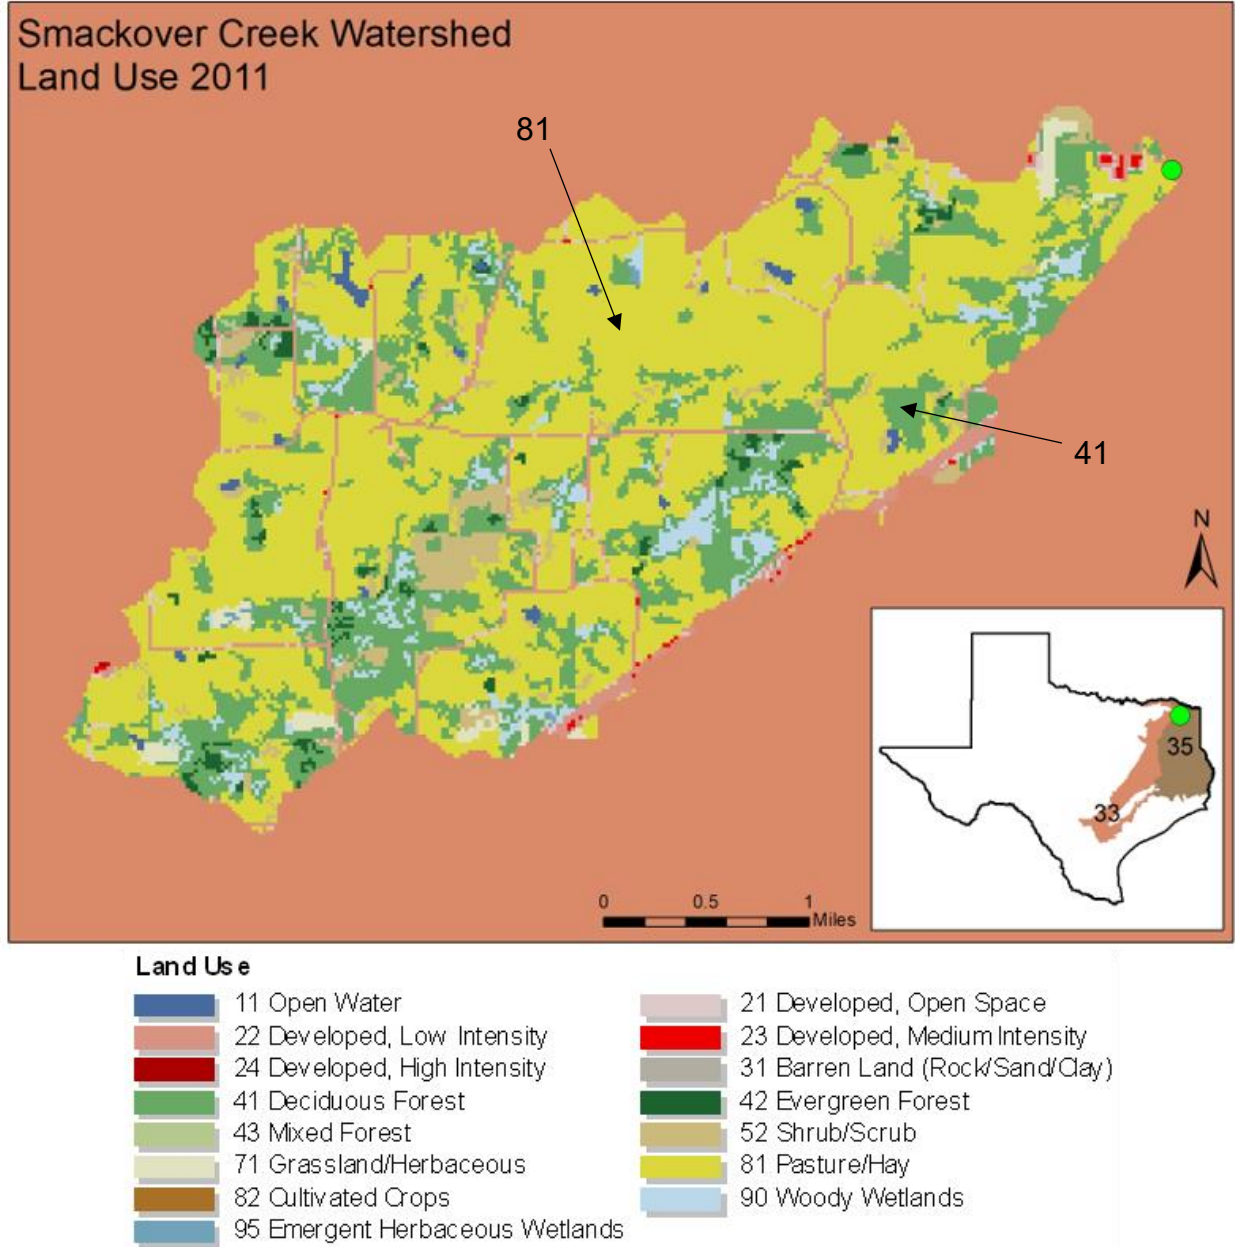 Smackover Creek Watershed
Land Use 2011
81
41
N
35
33
0 0.5 1
Miles
Land Use
11 Open Water
21 Developed, Open Space
22 Developed, Low Intensity
23 Developed, Medium Intensity
24 Developed, High Intensity
31 Barren Land (Rock/Sand/Clay)
41 Deciduous Forest
42 Evergreen Forest
43 Mixed Forest
52 Shrub/Scrub
71 Grassland/Herbaceous
81 Pasture/Hay
82 Cultivated Crops
90 Woody Wetlands
95 Emergent Herbaceous Wetlands